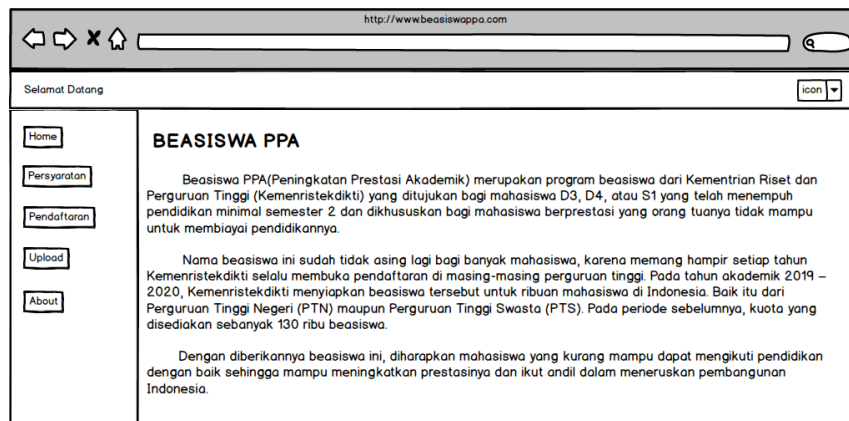 http://www.beasiswappa.com
Selamat Datang
icon
Home
Persyaratan
Pendaftaran
Upload
About
BEASISWA PPA
Beasiswa PPA(Peningkatan Prestasi Akademik) merupakan program beasiswa dari Kementrian Riset dan
Perguruan Tinggi (Kemenristekdikti) yang ditujukan bagi mahasiswa D3, D4, atau S1 yang telah menempuh
pendidikan minimal semester 2 dan dikhususkan bagi mahasiswa berprestasi yang orang tuanya tidak mampu
untuk membiayai pendidikannya.
Nama beasiswa ini sudah tidak asing lagi bagi banyak mahasiswa, karena memang hampir setiap tahun
Kemenristekdikti selalu membuka pendaftaran di masing-masing perguruan tinggi. Pada tahun akademik 2019 –
2020, Kemenristekdikti menyiapkan beasiswa tersebut untuk ribuan mahasiswa di Indonesia. Baik itu dari
Perguruan Tinggi Negeri (PTN) maupun Perguruan Tinggi Swasta (PTS). Pada periode sebelumnya, kuota yang
disediakan sebanyak 130 ribu beasiswa.
Dengan diberikannya beasiswa ini, diharapkan mahasiswa yang kurang mampu dapat mengikuti pendidikan
dengan baik sehingga mampu meningkatkan prestasinya dan ikut andil dalam meneruskan pembangunan
Indonesia.